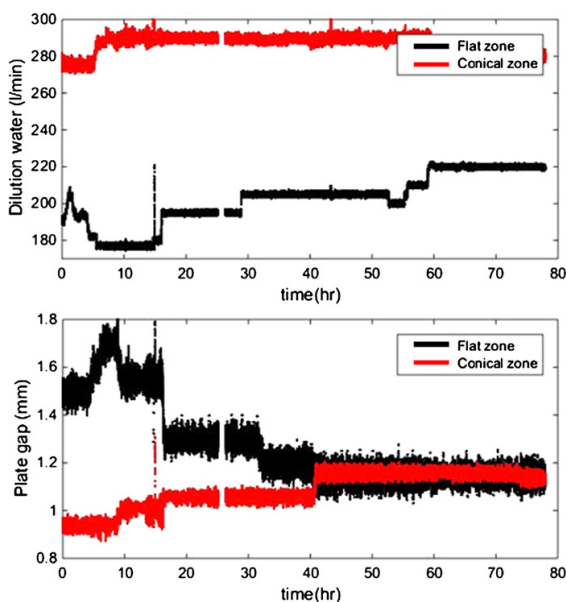 300
280
260
240
220
200
180
Dilution water (l/min)
Flat zone
Conical zone
0 10 20 30 40 50 60 70 80
time(hr)
1.8
1.6
1.4
1.2
1
0.8
Plate gap (mm)
Flat zone
Conical zone
0 10 20 30 40 50 60 70 80
time(hr)